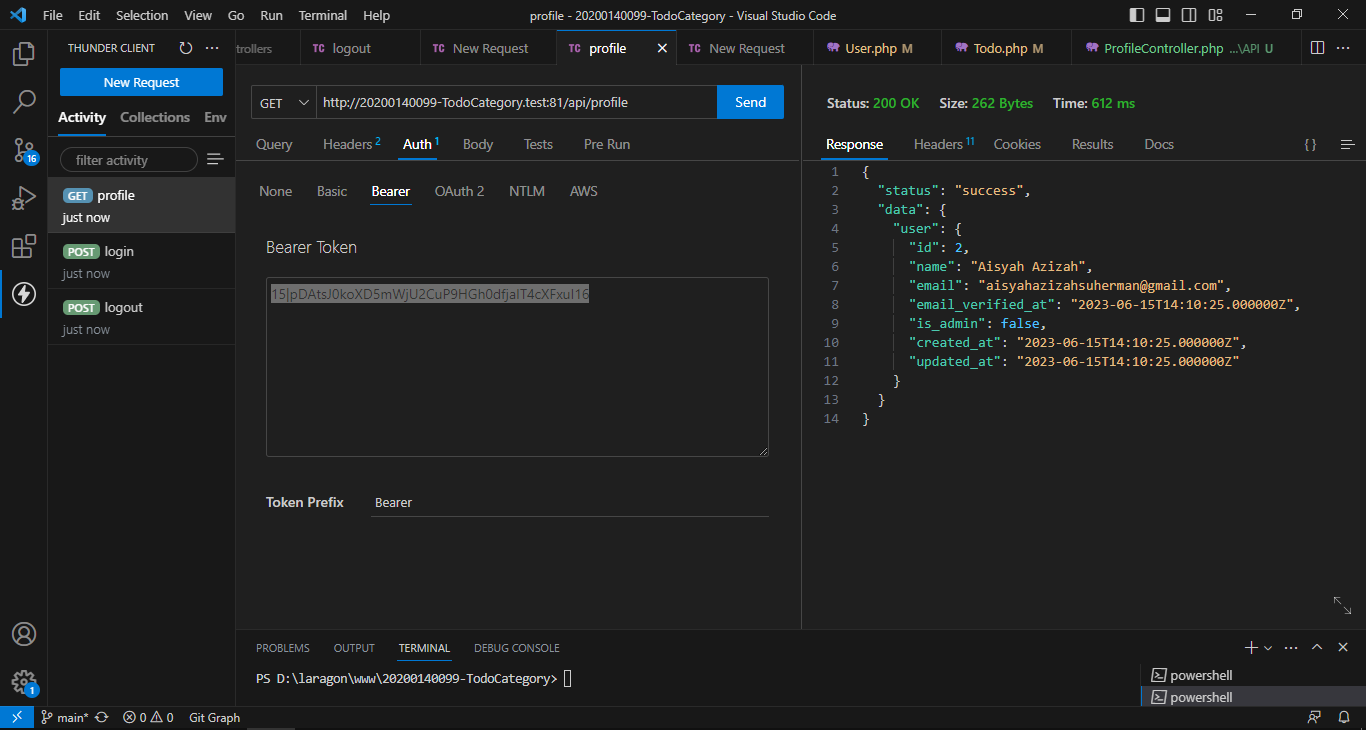 File Edit Selection View Go Run Terminal Help profile - 20200140099-TodoCategory - Visual Studio Code
THUNDER CLIENT
New Request
Activity Collections Env
filter activity
GET profile
just now
POST login
just now
POST logout
just now
16
1
trollers
TC logout
TC New Request
TC profile
TC New Request
User.php M
Todo.php M
ProfileController.php ...\API U
GET http://20200140099-TodoCategory.test:81/api/profile Send
Query Headers 2 Auth 1 Body Tests Pre Run
None Basic Bearer OAuth 2 NTLM AWS
Bearer Token
Token Prefix Bearer
Status: 200 OK Size: 262 Bytes Time: 612 ms
Response Headers 11 Cookies Results Docs {}
1 {
2 "status": "success",
3 "data": {
4 "user": {
5 "id": 2,
6 "name": "Aisyah Azizah",
7 "email": "aisyahazizahsuherman@gmail.com",
8 "email_verified_at": "2023-06-15T14:10:25.000000Z",
9 "is_admin": false,
10 "created_at": "2023-06-15T14:10:25.000000Z",
11 "updated_at": "2023-06-15T14:10:25.000000Z"
12 }
13 }
14 }
PROBLEMS OUTPUT TERMINAL DEBUG CONSOLE
PS D:\laragon\www\20200140099-TodoCategory>
powershell
powershell
main* 0 0 Git Graph